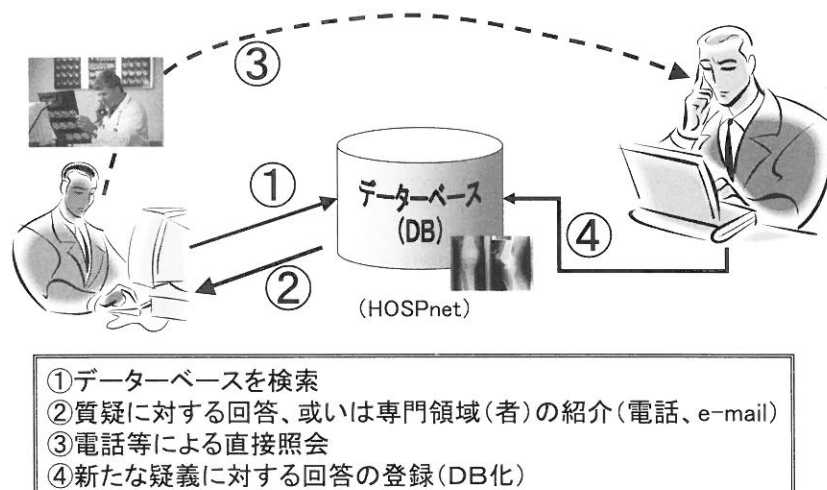 ③
①
データーベース
(DB)
④
②
(HOSPnet)
①データーベースを検索
②質疑に対する回答、或いは専門領域(者)の紹介(電話、e-mail)
③電話等による直接照会
④新たな疑義に対する回答の登録(DB化)